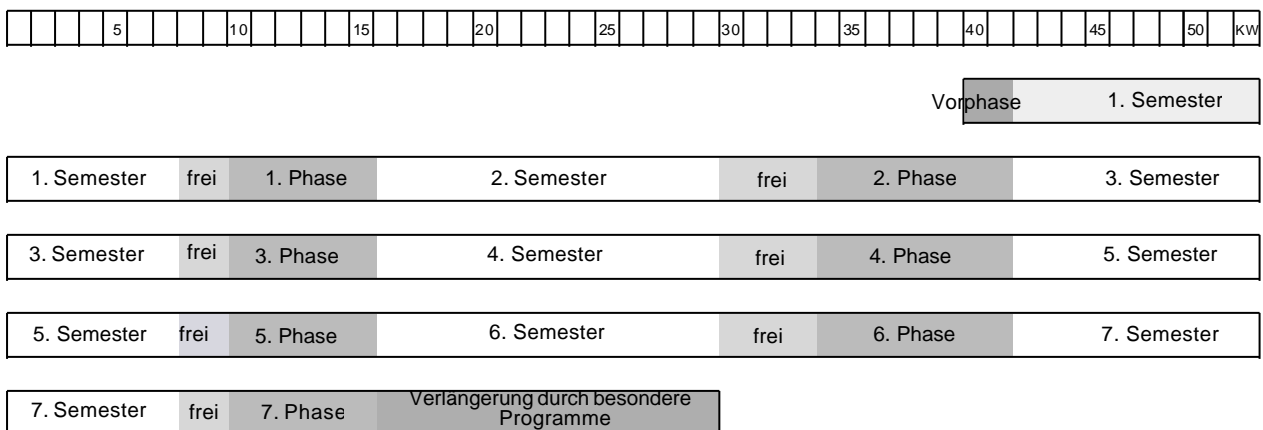 5 10 15 20 25 30 35 40 45 50 KW
Vorphase 1. Semester
1. Semester frei 1. Phase 2. Semester frei 2. Phase 3. Semester
3. Semester frei 3. Phase 4. Semester frei 4. Phase 5. Semester
5. Semester frei 5. Phase 6. Semester frei 6. Phase 7. Semester
7. Semester frei 7. Phase Verlängerung durch besondere
Programme